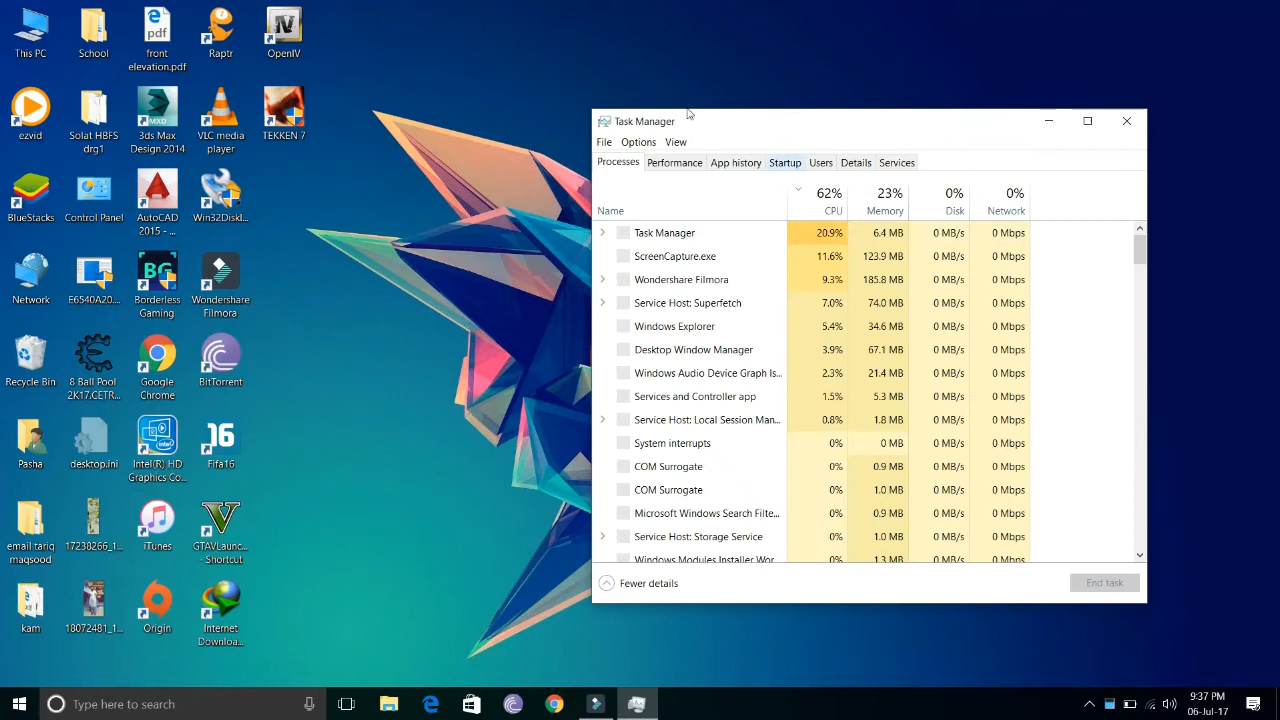 This PC
School
front
elevation.pdf
Raptr
OpenIV
ezvid
Solat HBFS
drg1
3ds Max
Design 2014
VLC media
player
TEKKEN 7
BlueStacks
Control Panel
AutoCAD
2015 - ...
Win32Diskl...
Network
E6540A20....
Borderless
Gaming
Wondershare
Filmora
Recycle Bin
8 Ball Pool
2K17.CETR...
Google
Chrome
BitTorrent
Pasha
desktop.ini
Intel(R) HD
Graphics Co...
16
Fifa16
email tariq
maqsood
17238266_1...
iTunes
GTAVLaunc...
- Shortcut
kam
18072481_1...
Origin
Internet
Downloa...
Task Manager
File Options View
Processes Performance App history Startup Users Details Services
62% 23% 0% 0%
Name CPU Memory Disk Network
Task Manager 20.9% 6.4 MB 0 MB/s 0 Mbps
ScreenCapture.exe 11.6% 123.9 MB 0 MB/s 0 Mbps
Wondershare Filmora 9.3% 185.8 MB 0 MB/s 0 Mbps
Service Host: Superfetch 7.0% 74.0 MB 0 MB/s 0 Mbps
Windows Explorer 5.4% 34.6 MB 0 MB/s 0 Mbps
Desktop Window Manager 3.9% 67.1 MB 0 MB/s 0 Mbps
Windows Audio Device Graph Is... 2.3% 21.4 MB 0 MB/s 0 Mbps
Services and Controller app 1.5% 5.3 MB 0 MB/s 0 Mbps
Service Host: Local Session Man... 0.8% 1.8 MB 0 MB/s 0 Mbps
System interrupts 0% 0 MB 0 MB/s 0 Mbps
COM Surrogate 0% 0.9 MB 0 MB/s 0 Mbps
COM Surrogate 0% 1.0 MB 0 MB/s 0 Mbps
Microsoft Windows Search Filte... 0% 0.9 MB 0 MB/s 0 Mbps
Service Host: Storage Service 0% 1.0 MB 0 MB/s 0 Mbps
Windows Modules Installer Wor... 0% 1.3 MB 0 MB/s 0 Mbps
Fewer details
End task
Type here to search
9:37 PM
06-Jul-17